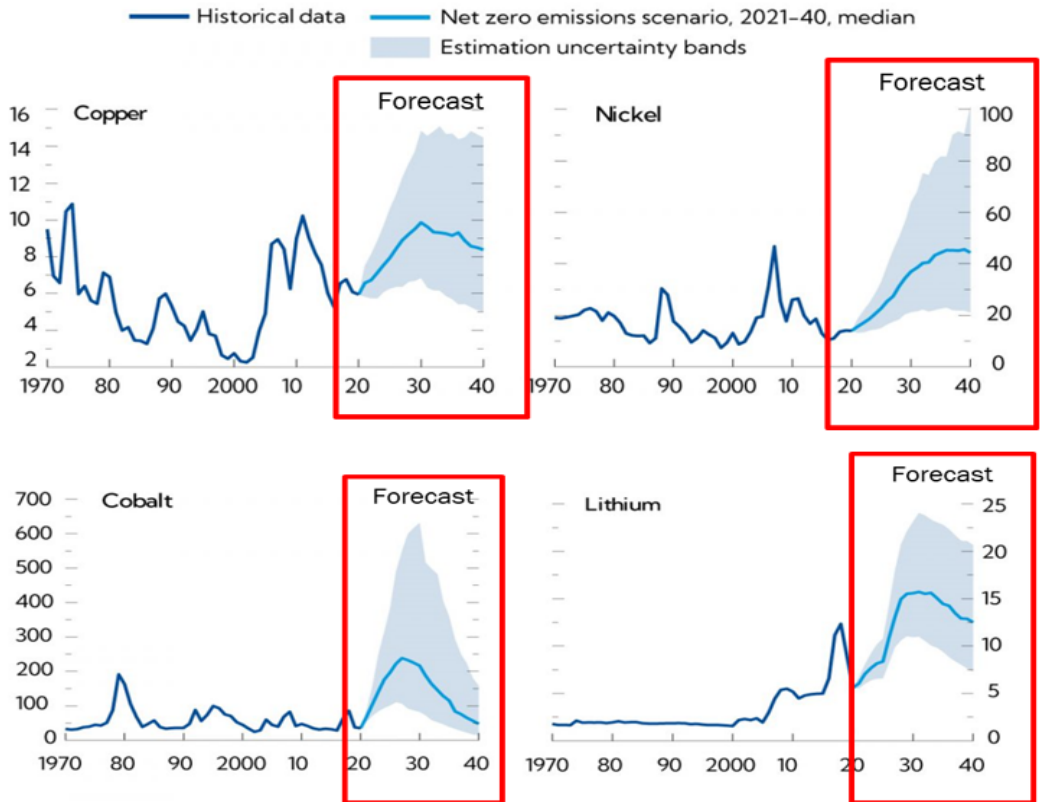 Historical data
Net zero emissions scenario, 2021–40, median
Estimation uncertainty bands
Copper
Forecast
16
14
12
10
8
6
4
2
1970 80 90 2000 10 20 30 40
Nickel
Forecast
100
80
60
40
20
0
1970 80 90 2000 10 20 30 40
Cobalt
Forecast
700
600
500
400
300
200
100
0
1970 80 90 2000 10 20 30 40
Lithium
Forecast
25
20
15
10
5
0
1970 80 90 2000 10 20 30 40